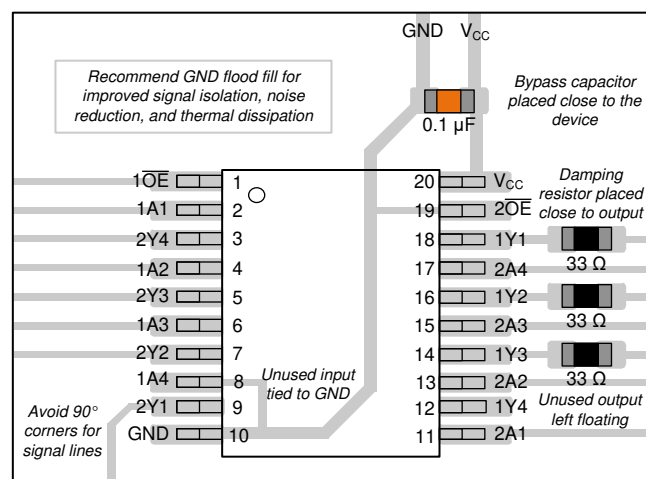 GND V_CC
Recommend GND flood fill for
improved signal isolation, noise
reduction, and thermal dissipation
Bypass capacitor
placed close to the
device
0.1 µF
1O̅E̅ 1
1A1 2
2Y4 3
1A2 4
2Y3 5
1A3 6
2Y2 7
1A4 8
2Y1 9
GND 10
20 V_CC
19 2O̅E̅
18 1Y1
17 2A4
16 1Y2
15 2A3
14 1Y3
13 2A2
12 1Y4
11 2A1
Damping
resistor placed
close to output
33 Ω
33 Ω
33 Ω
Unused input
tied to GND
Unused output
left floating
Avoid 90°
corners for
signal lines